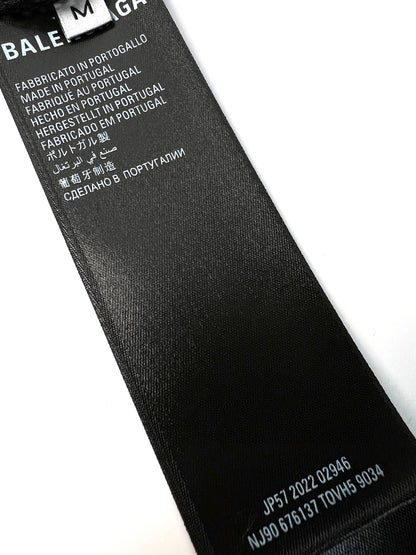 M
BALENCIAGA
FABBRICATO IN PORTOGALLO
MADE IN PORTUGAL
FABRIQUE AU PORTUGAL
HECHO EN PORTUGAL
HERGESTELLT IN PORTUGAL
FABRICADO EM PORTUGAL
ポルトガル製
صنع في البرتغال
葡萄牙制造
СДЕЛАНО В ПОРТУГАЛИИ
JP57 2022 02946
NJ90 676137 TOVH5 9034